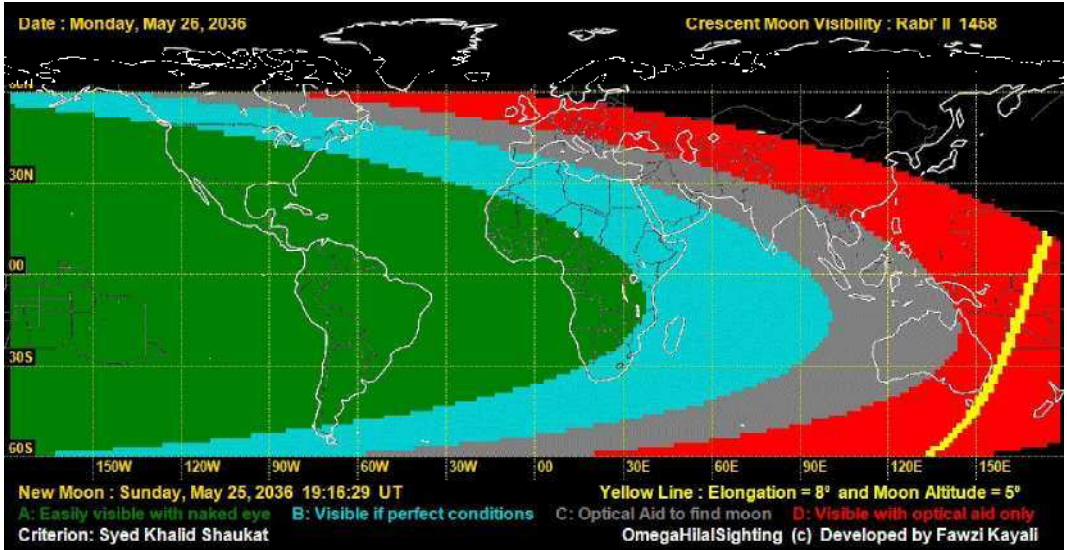 Date : Monday, May 26, 2036 Crescent Moon Visibility : Rabi' II 1458
60N
30N
00
30S
60S
150W 120W 90W 60W 30W 00 30E 60E 90E 120E 150E
New Moon : Sunday, May 25, 2036 19:16:29 UT Yellow Line : Elongation = 8º and Moon Altitude = 5º
A: Easily visible with naked eye B: Visible if perfect conditions C: Optical Aid to find moon D: Visible with optical aid only
Criterion: Syed Khalid Shaukat OmegaHilalSighting (c) Developed by Fawzi Kayali